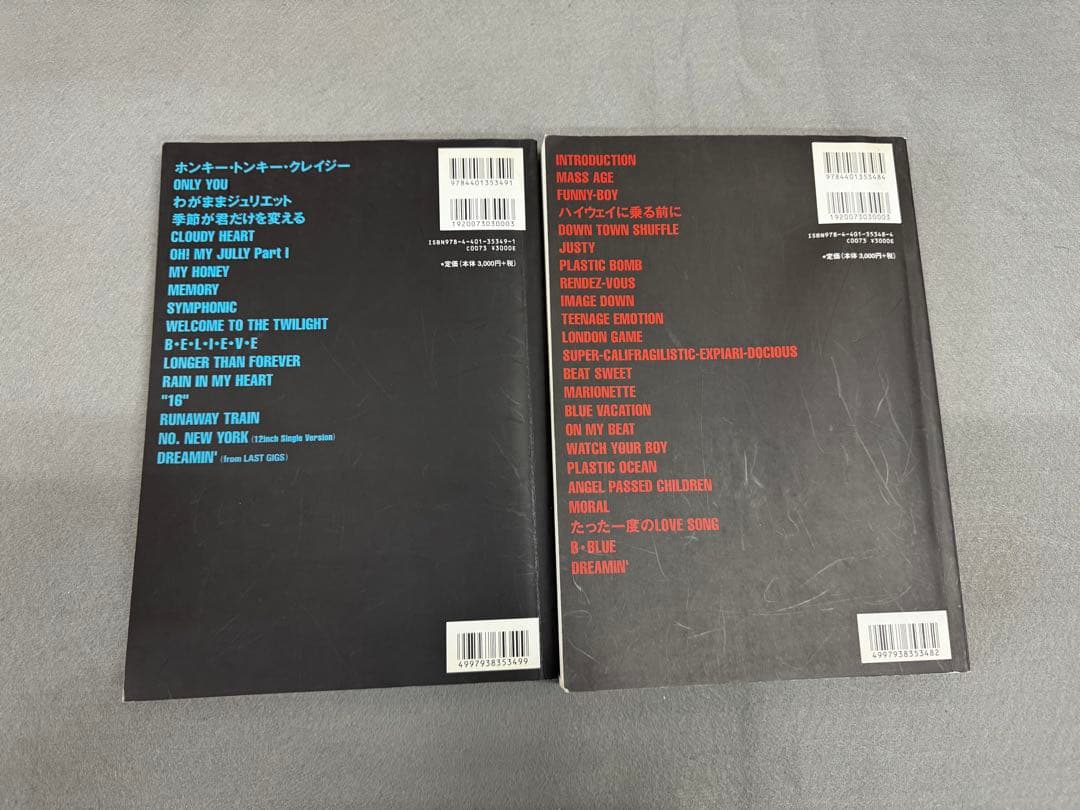 ホンキー・トンキー・クレイジー
ONLY YOU
わがままジュリエット
季節が君だけを変える
CLOUDY HEART
OH! MY JULLY Part I
MY HONEY
MEMORY
SYMPHONIC
WELCOME TO THE TWILIGHT
B・E・L・I・E・V・E
LONGER THAN FOREVER
RAIN IN MY HEART
"16"
RUNAWAY TRAIN
NO. NEW YORK (12inch Single Version)
DREAMIN' (from LAST GIGS)
9784401353491
1920073030003
ISBN978-4-401-35349-1
C0073 ¥3000E
*定価(本体 3,000円+税)
4997938353499
INTRODUCTION
MASS AGE
FUNNY-BOY
ハイウェイに乗る前に
DOWN TOWN SHUFFLE
JUSTY
PLASTIC BOMB
RENDEZ-VOUS
IMAGE DOWN
TEENAGE EMOTION
LONDON GAME
SUPER-CALIFRAGILISTIC-EXPIARI-DOCIOUS
BEAT SWEET
MARIONETTE
BLUE VACATION
ON MY BEAT
WATCH YOUR BOY
PLASTIC OCEAN
ANGEL PASSED CHILDREN
MORAL
たった一度のLOVE SONG
B・BLUE
DREAMIN'
9784401353484
1920073030003
ISBN978-4-401-35348-4
C0073 ¥3000E
*定価(本体 3,000円+税)
4997938353482